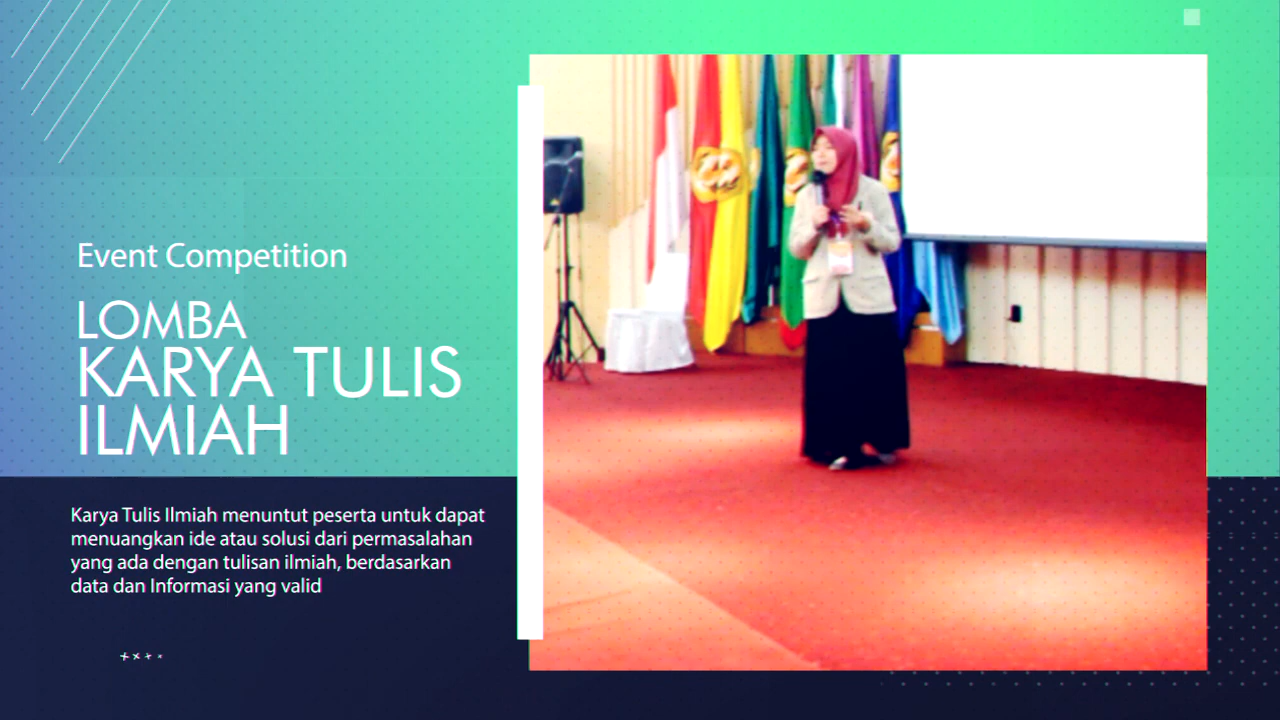 Event Competition
LOMBA
KARYA TULIS
ILMIAH
Karya Tulis Ilmiah menuntut peserta untuk dapat
menuangkan ide atau solusi dari permasalahan
yang ada dengan tulisan ilmiah, berdasarkan
data dan Informasi yang valid